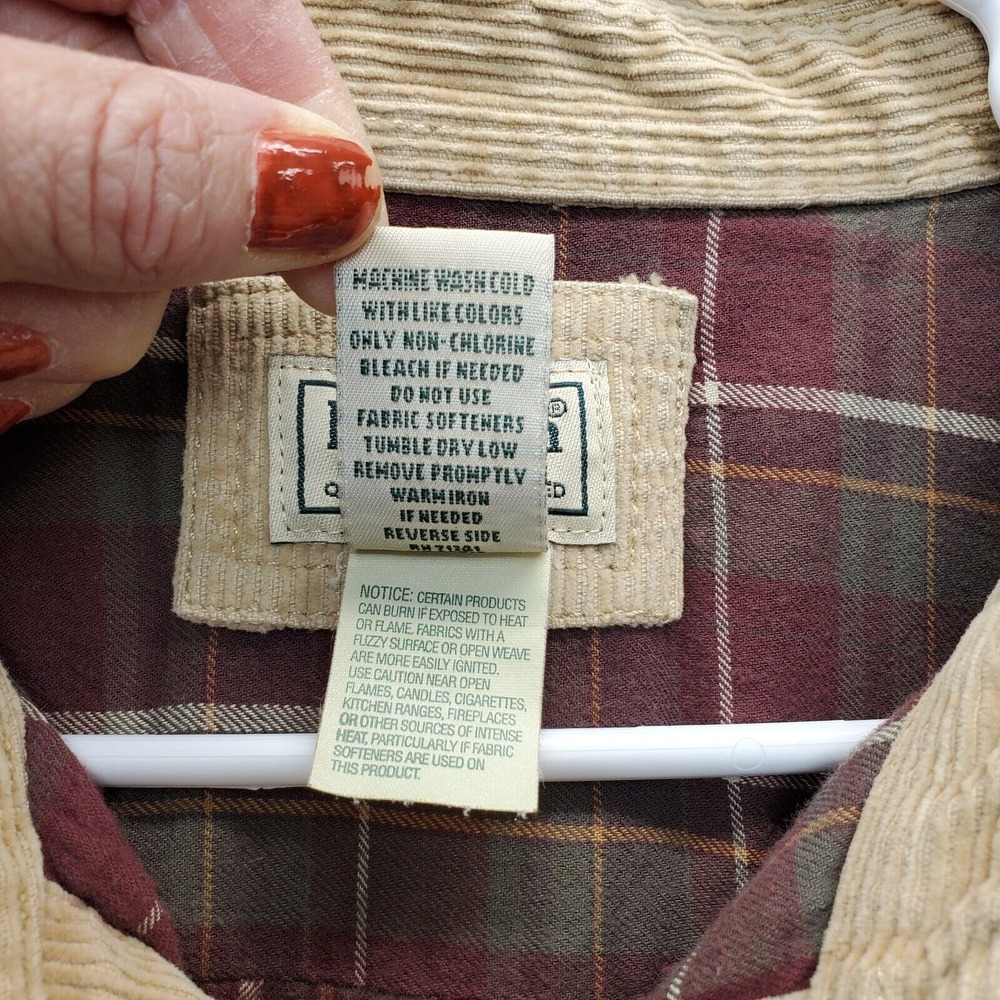 MACHINE WASH COLD
WITH LIKE COLORS
ONLY NON-CHLORINE
BLEACH IF NEEDED
DO NOT USE
FABRIC SOFTENERS
TUMBLE DRY LOW
REMOVE PROMPTLY
WARM IRON
IF NEEDED
REVERSE SIDE
NOTICE: CERTAIN PRODUCTS
CAN BURN IF EXPOSED TO HEAT
OR FLAME. FABRICS WITH A
FUZZY SURFACE OR OPEN WEAVE
ARE MORE EASILY IGNITED.
USE CAUTION NEAR OPEN
FLAMES, CANDLES, CIGARETTES,
KITCHEN RANGES, FIREPLACES
OR OTHER SOURCES OF INTENSE
HEAT, PARTICULARLY IF FABRIC
SOFTENERS ARE USED ON
THIS PRODUCT.